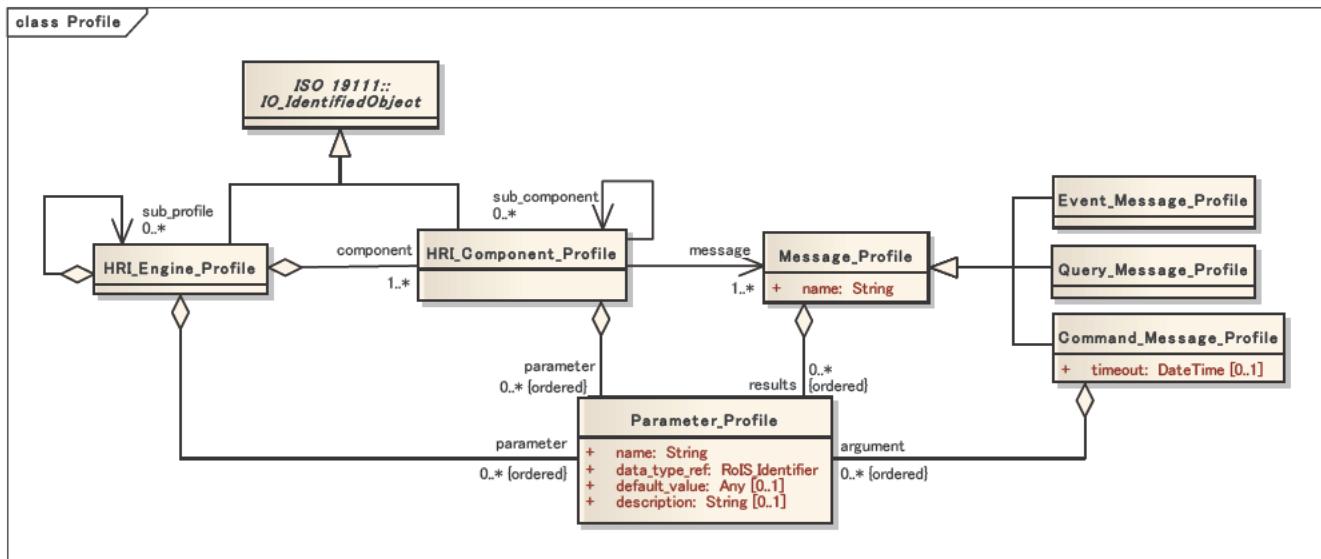 class Profile
ISO 19111::
IO_IdentifiedObject
sub_profile
0..*
sub_component
0..*
HRI_Engine_Profile
component
1..*
HRI_Component_Profile
message
1..*
Message_Profile
+ name: String
Event_Message_Profile
Query_Message_Profile
Command_Message_Profile
+ timeout: DateTime [0..1]
parameter
0..* {ordered}
results
0..*
{ordered}
parameter
0..* {ordered}
Parameter_Profile
+ name: String
+ data_type_ref: RoIS_Identifier
+ default_value: Any [0..1]
+ description: String [0..1]
argument
0..* {ordered}